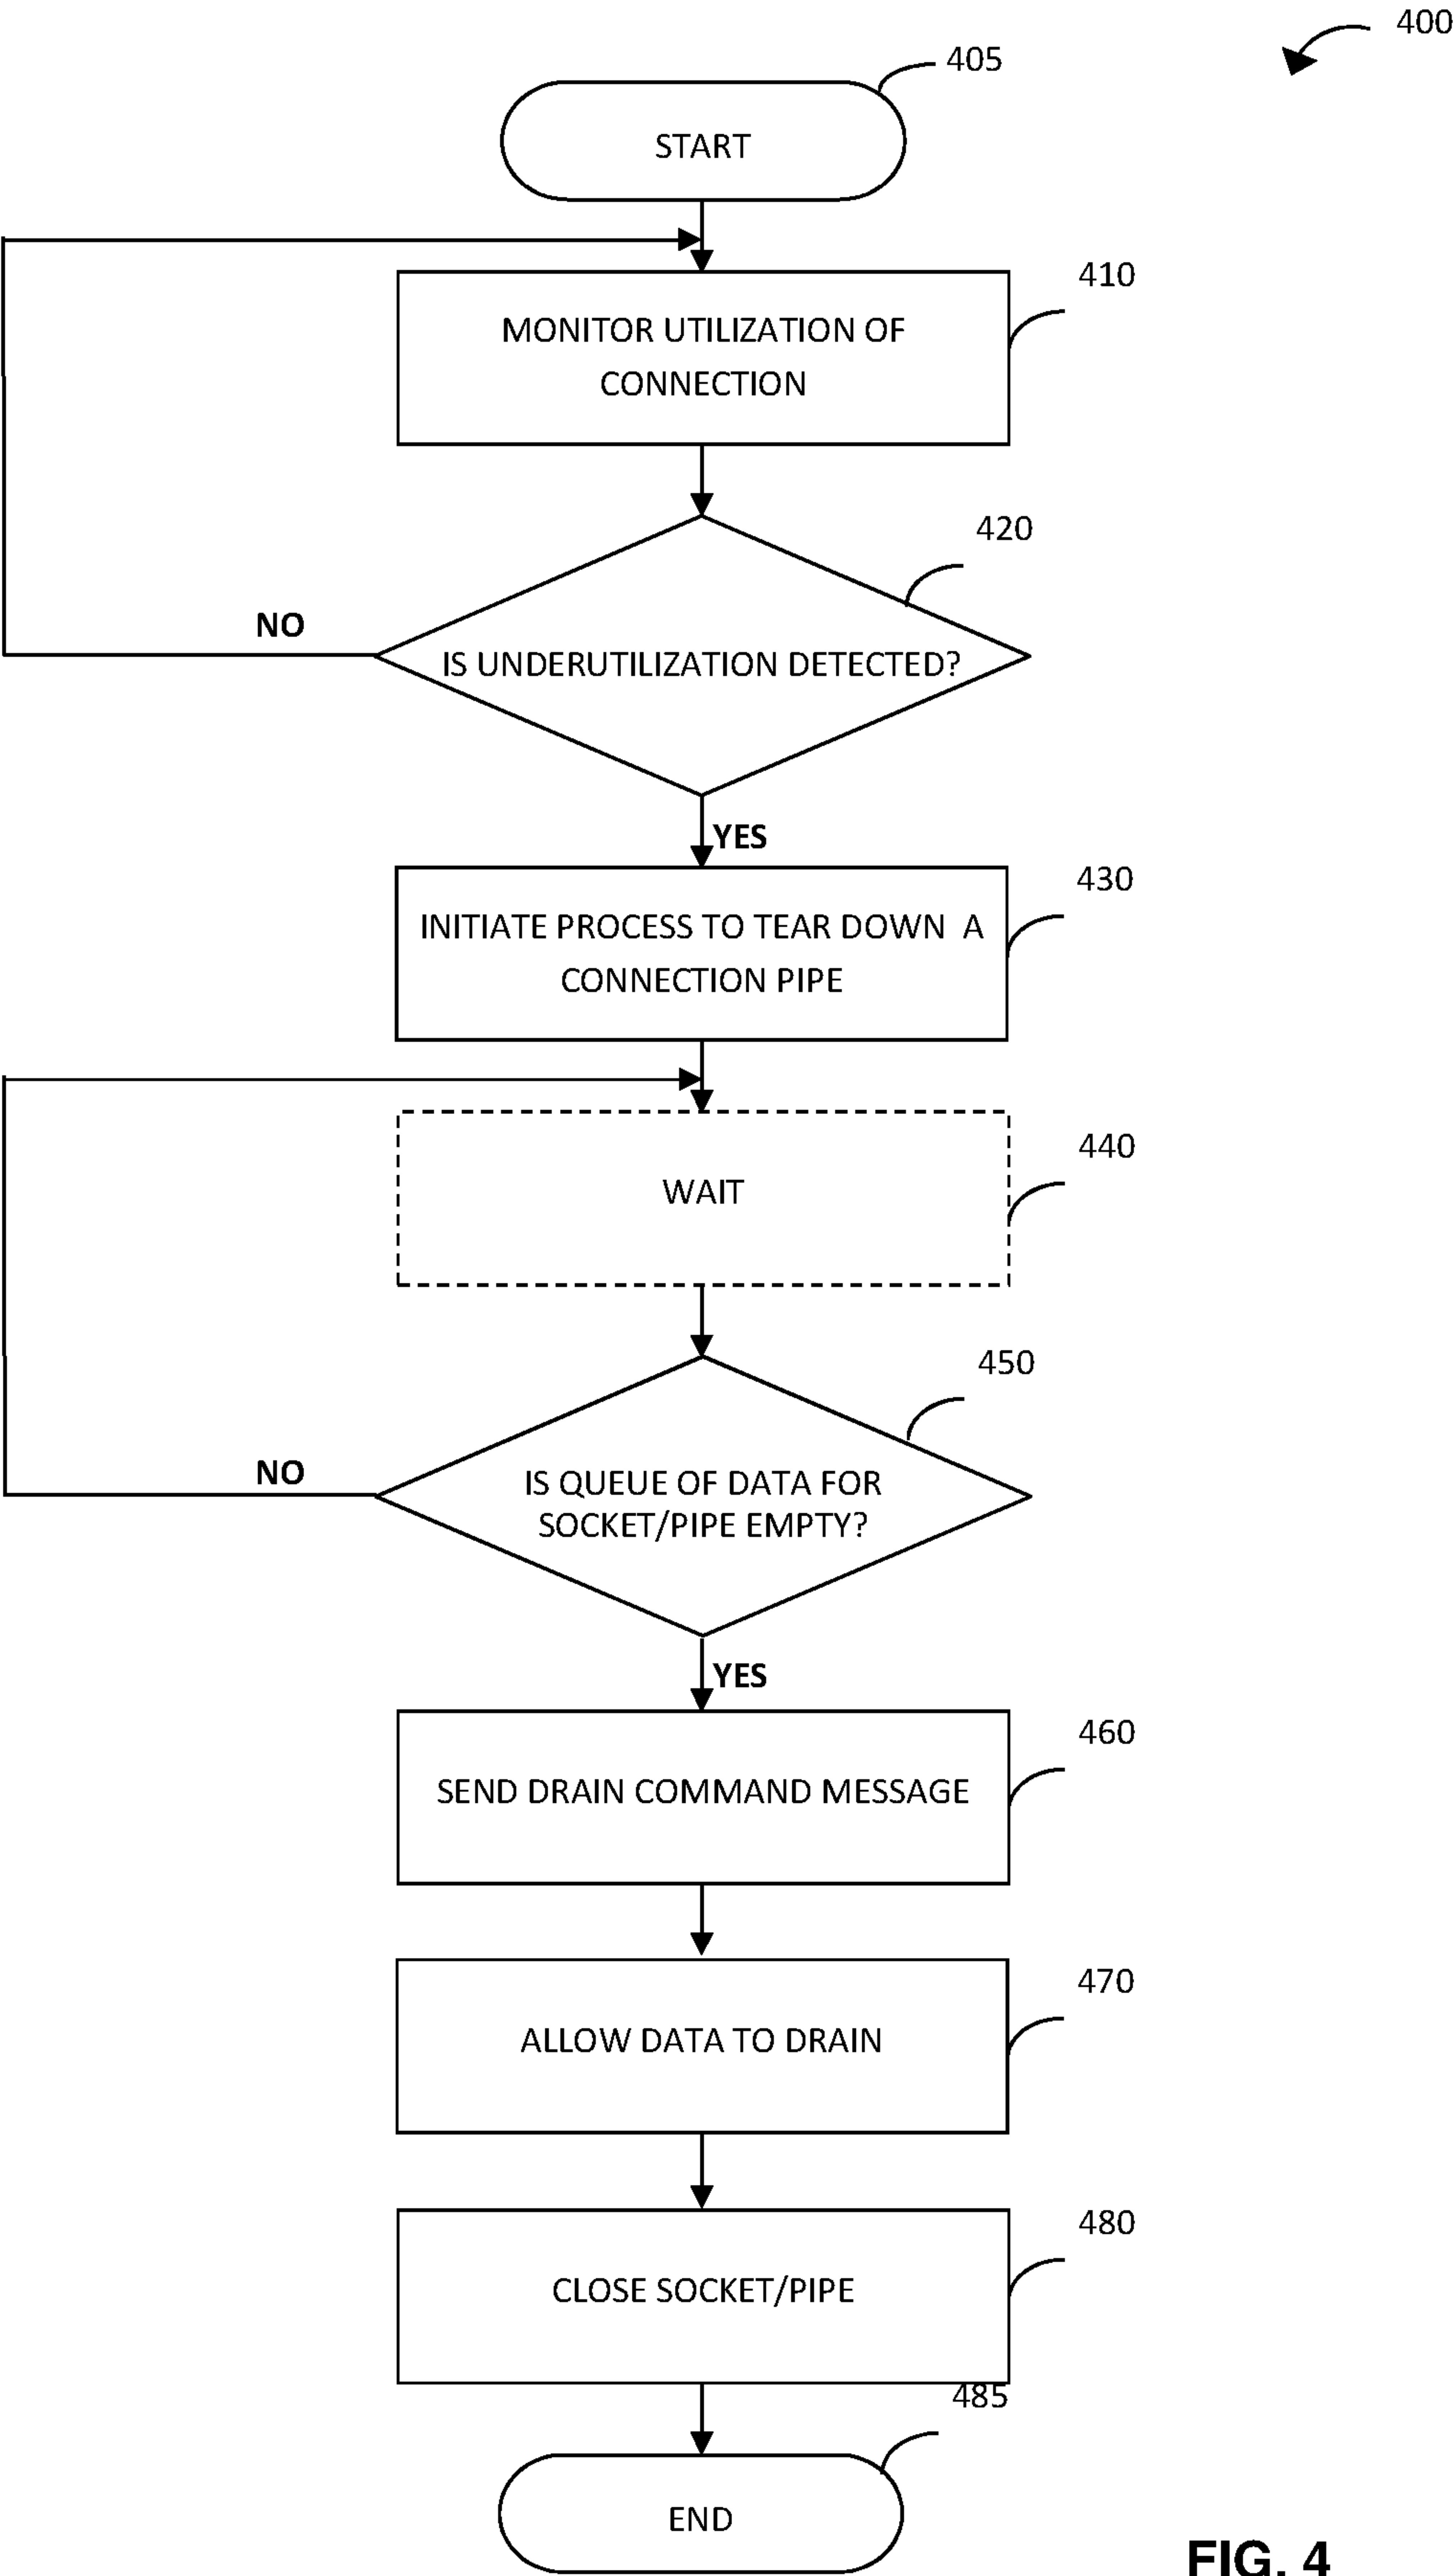 400
405
START
410
MONITOR UTILIZATION OF
CONNECTION
420
NO
IS UNDERUTILIZATION DETECTED?
YES
430
INITIATE PROCESS TO TEAR DOWN A
CONNECTION PIPE
440
WAIT
450
NO
IS QUEUE OF DATA FOR
SOCKET/PIPE EMPTY?
YES
460
SEND DRAIN COMMAND MESSAGE
470
ALLOW DATA TO DRAIN
480
CLOSE SOCKET/PIPE
485
END
FIG. 4